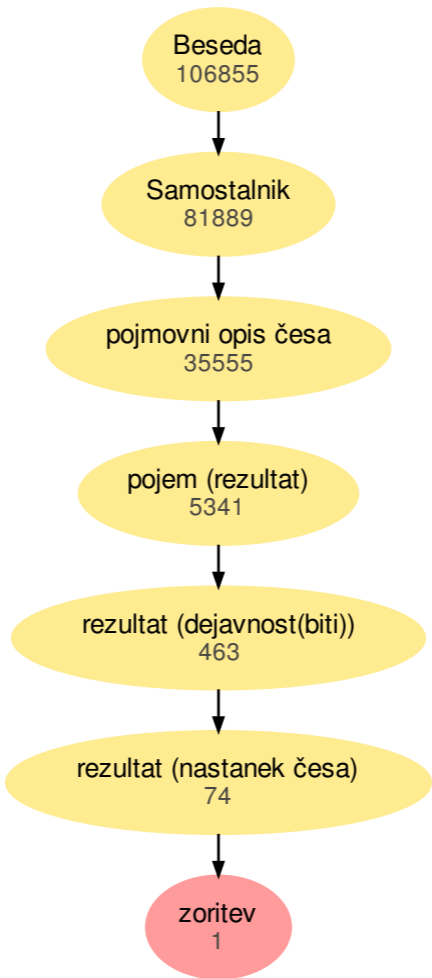 Beseda
106855
Samostalnik
81889
pojmovni opis česa
35555
pojem (rezultat)
5341
rezultat (dejavnost(biti))
463
rezultat (nastanek česa)
74
zoritev
1